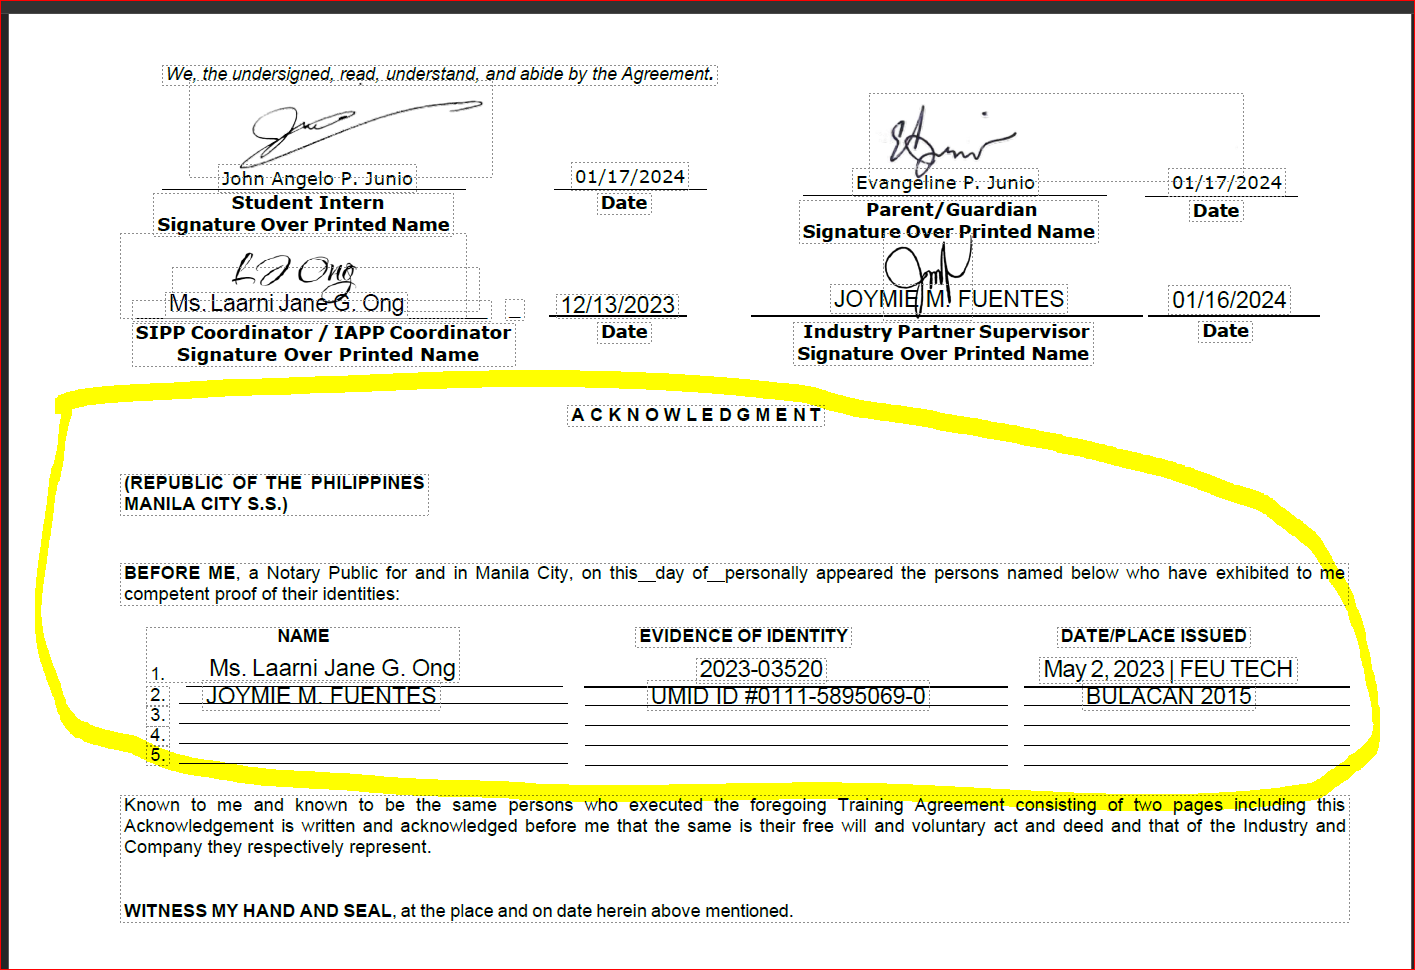 We, the undersigned, read, understand, and abide by the Agreement.
John Angelo P. Junio 01/17/2024 Evangeline P. Junio 01/17/2024
Student Intern Date Parent/Guardian Date
Signature Over Printed Name Signature Over Printed Name
L J Ong
Ms. Laarni Jane G. Ong _ 12/13/2023 JOYMIE M. FUENTES 01/16/2024
SIPP Coordinator / IAPP Coordinator Date Industry Partner Supervisor Date
Signature Over Printed Name Signature Over Printed Name
A C K N O W L E D G M E N T
(REPUBLIC OF THE PHILIPPINES
MANILA CITY S.S.)
BEFORE ME, a Notary Public for and in Manila City, on this__day of__personally appeared the persons named below who have exhibited to me
competent proof of their identities:
NAME EVIDENCE OF IDENTITY DATE/PLACE ISSUED
1. Ms. Laarni Jane G. Ong 2023-03520 May 2, 2023 | FEU TECH
2. JOYMIE M. FUENTES UMID ID #0111-5895069-0 BULACAN 2015
3.
4.
5.
Known to me and known to be the same persons who executed the foregoing Training Agreement consisting of two pages including this
Acknowledgement is written and acknowledged before me that the same is their free will and voluntary act and deed and that of the Industry and
Company they respectively represent.
WITNESS MY HAND AND SEAL, at the place and on date herein above mentioned.